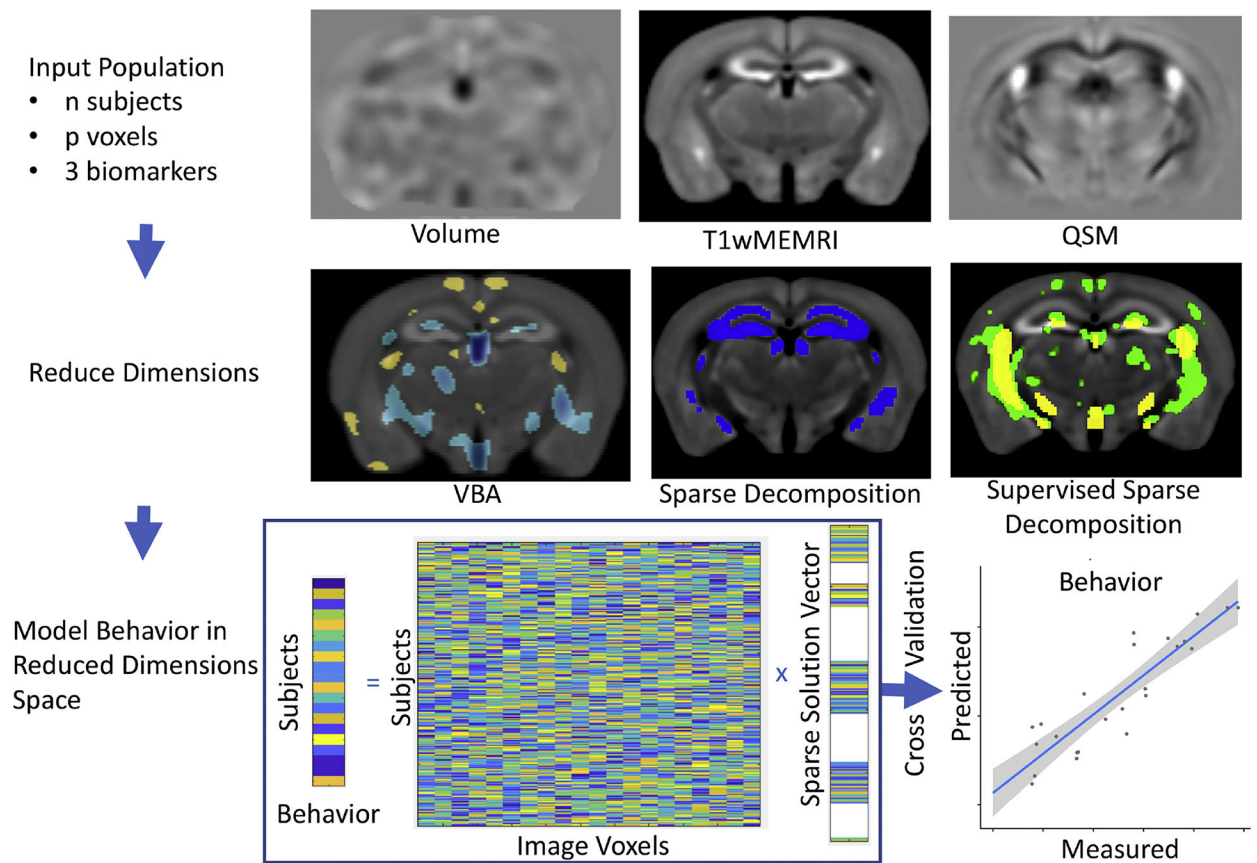 Input Population
• n subjects
• p voxels
• 3 biomarkers
Volume
T1wMEMRI
QSM
Reduce Dimensions
VBA
Sparse Decomposition
Supervised Sparse
Decomposition
Model Behavior in
Reduced Dimensions
Space
Subjects
Behavior
=
Subjects
Image Voxels
x
Sparse Solution Vector
Cross Validation
Behavior
Predicted
Measured